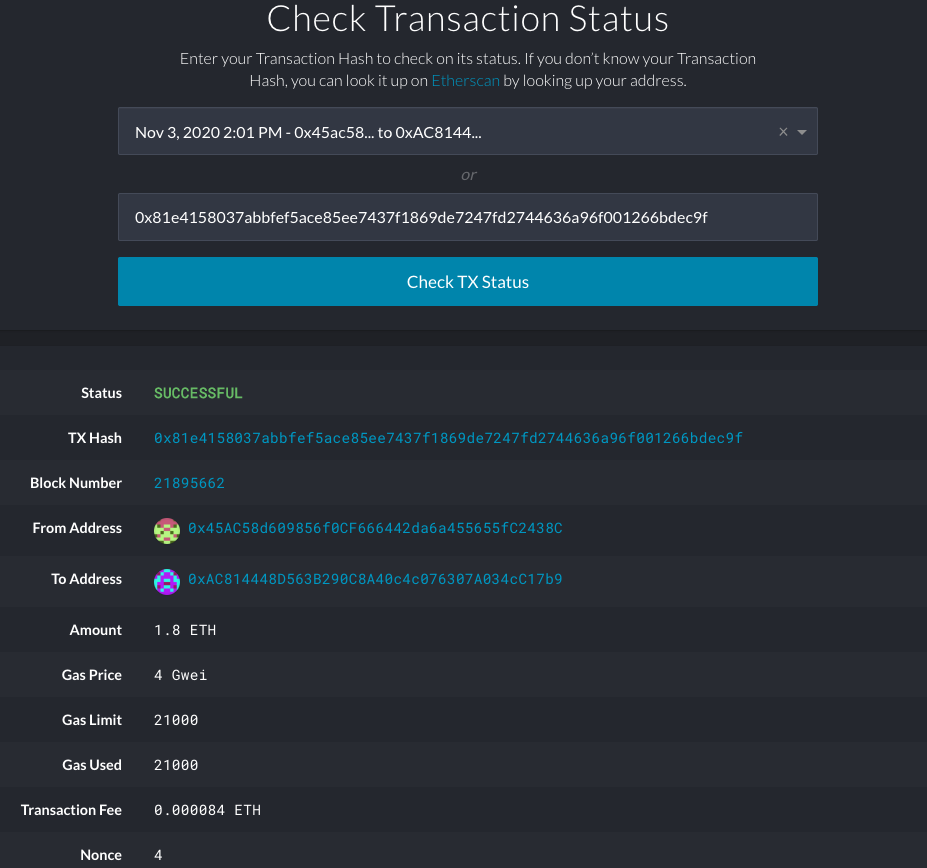 Check Transaction Status
Enter your Transaction Hash to check on its status. If you don’t know your Transaction
Hash, you can look it up on Etherscan by looking up your address.
Nov 3, 2020 2:01 PM - 0x45ac58... to 0xAC8144...
or
0x81e4158037abbfef5ace85ee7437f1869de7247fd2744636a96f001266bdec9f
Check TX Status
Status SUCCESSFUL
TX Hash 0x81e4158037abbfef5ace85ee7437f1869de7247fd2744636a96f001266bdec9f
Block Number 21895662
From Address 0x45AC58d609856f0CF666442da6a455655fC2438C
To Address 0xAC814448D563B290C8A40c4c076307A034cC17b9
Amount 1.8 ETH
Gas Price 4 Gwei
Gas Limit 21000
Gas Used 21000
Transaction Fee 0.000084 ETH
Nonce 4